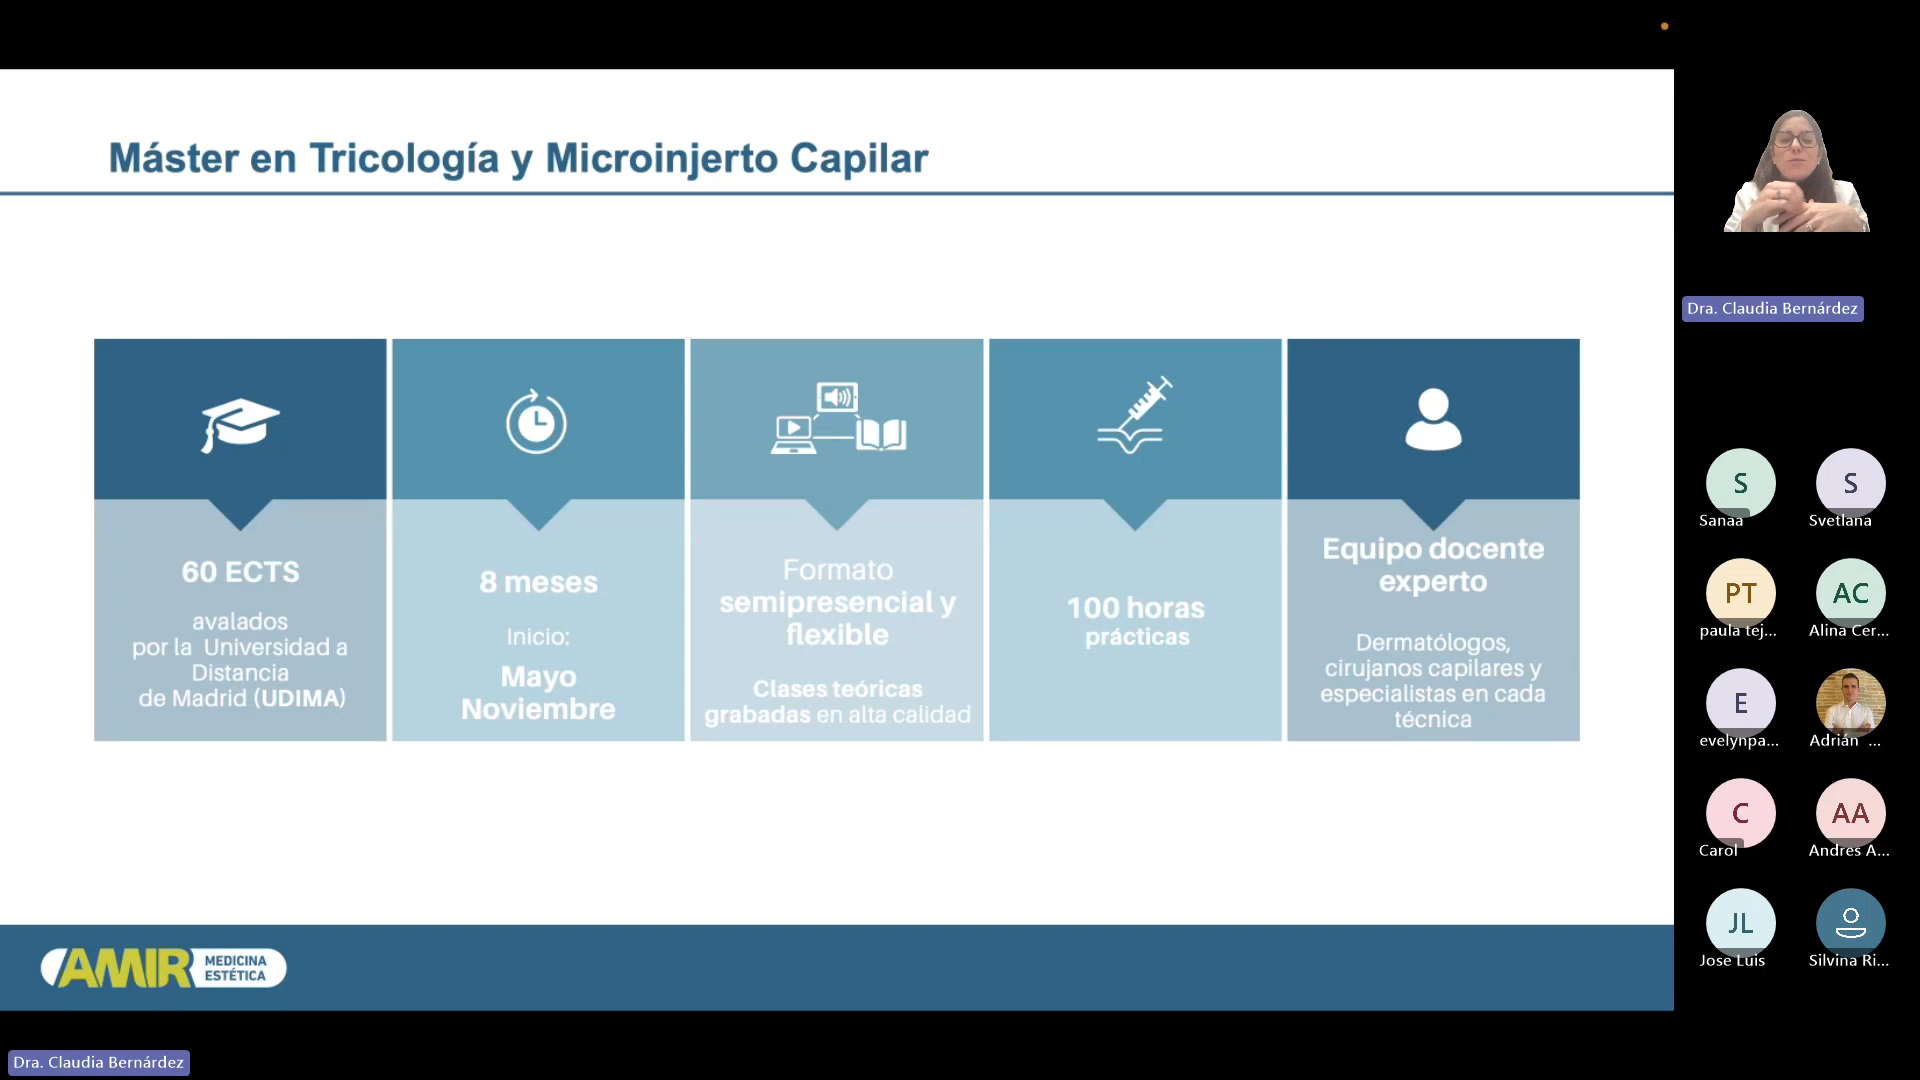 Máster en Tricología y Microinjerto Capilar
60 ECTS
avalados
por la Universidad a
Distancia
de Madrid (UDIMA)
8 meses
Inicio:
Mayo
Noviembre
Formato
semipresencial y
flexible
Clases teóricas
grabadas en alta calidad
100 horas
prácticas
Equipo docente
experto
Dermatólogos,
cirujanos capilares y
especialistas en cada
técnica
AMIR
MEDICINA
ESTÉTICA
Dra. Claudia Bernárdez
Dra. Claudia Bernárdez
S
Sanaa
S
Svetlana
PT
paula tej...
AC
Alina Cer...
E
evelynpa...
Adrián ...
C
Carol
AA
Andres A...
JL
Jose Luis
Silvina Ri...